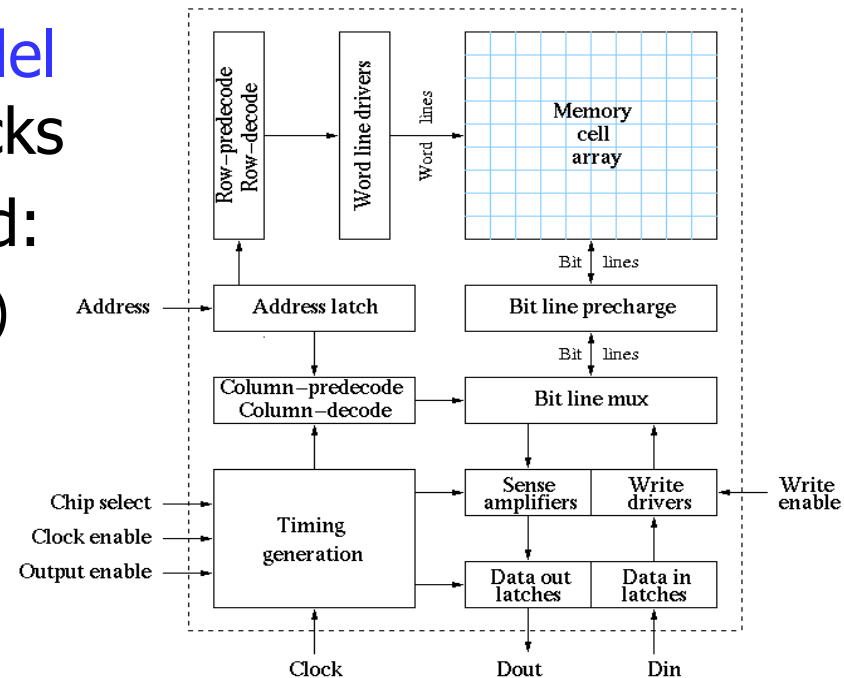 del
cks
d:
)
Row-predecode
Row-decode
Word line drivers
Word lines
Memory
cell
array
Bit lines
Address
Address latch
Bit line precharge
Bit lines
Column-predecode
Column-decode
Bit line mux
Chip select
Clock enable
Output enable
Timing
generation
Sense
amplifiers
Write
drivers
Write
enable
Data out
latches
Data in
latches
Clock
Dout
Din